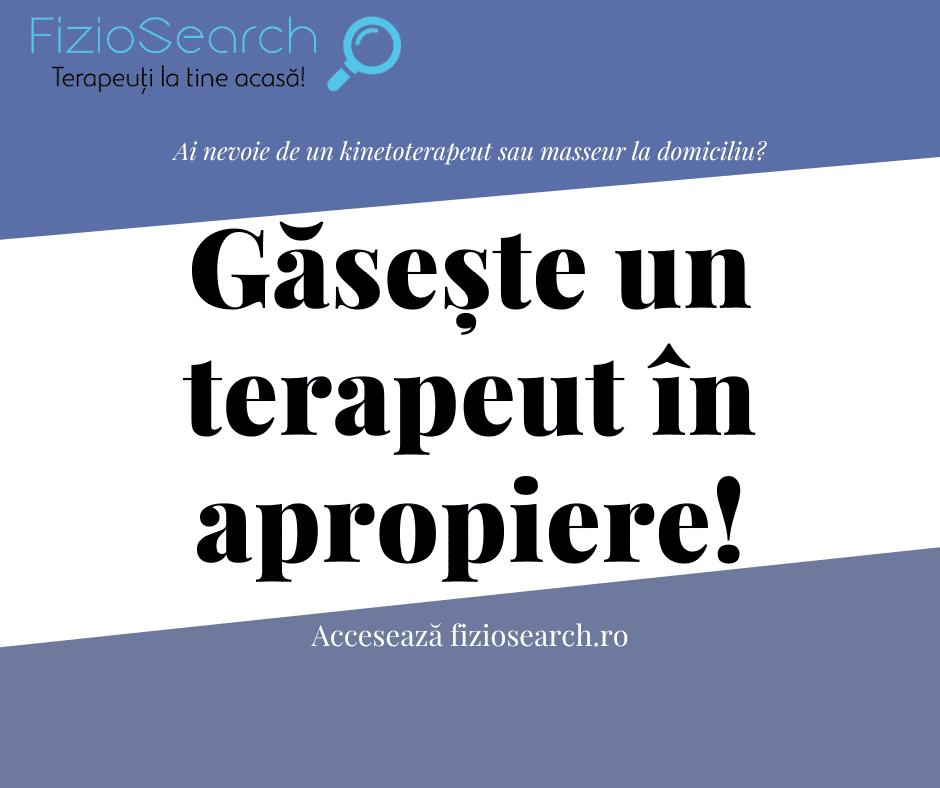 FizioSearch
Terapeuți la tine acasă!
Ai nevoie de un kinetoterapeut sau masseur la domiciliu?
Găsește un
terapeut în
apropiere!
Accesează fiziosearch.ro